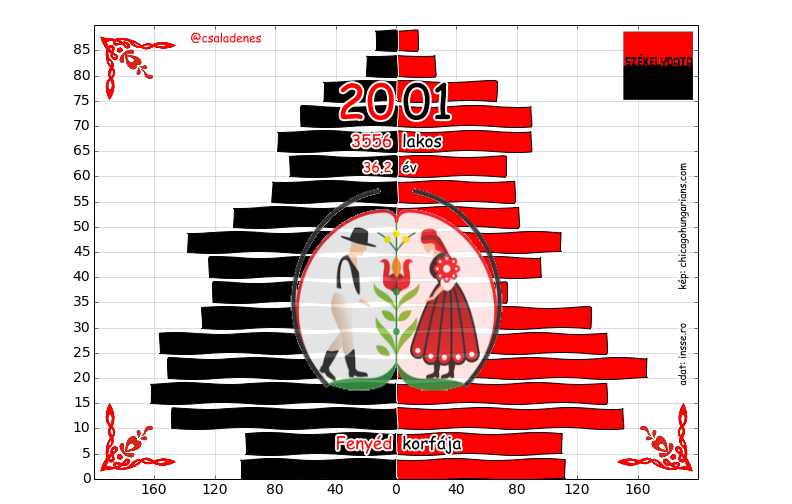 @csaladenes
SZÉKELYDATA
2001
3556 lakos
36,2 év
kép: chicagohungarians.com
adat: insse.ro
Fenyéd korfája
85
80
75
70
65
60
55
50
45
40
35
30
25
20
15
10
5
0
160 120 80 40 0 40 80 120 160